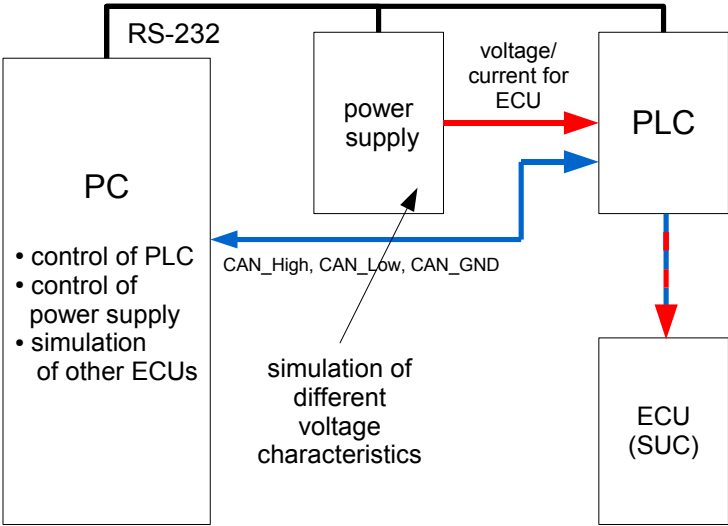 RS-232
voltage/
current for
ECU
power
supply
PLC
PC
• control of PLC
• control of
power supply
• simulation
of other ECUs
CAN_High, CAN_Low, CAN_GND
simulation of
different
voltage
characteristics
ECU
(SUC)